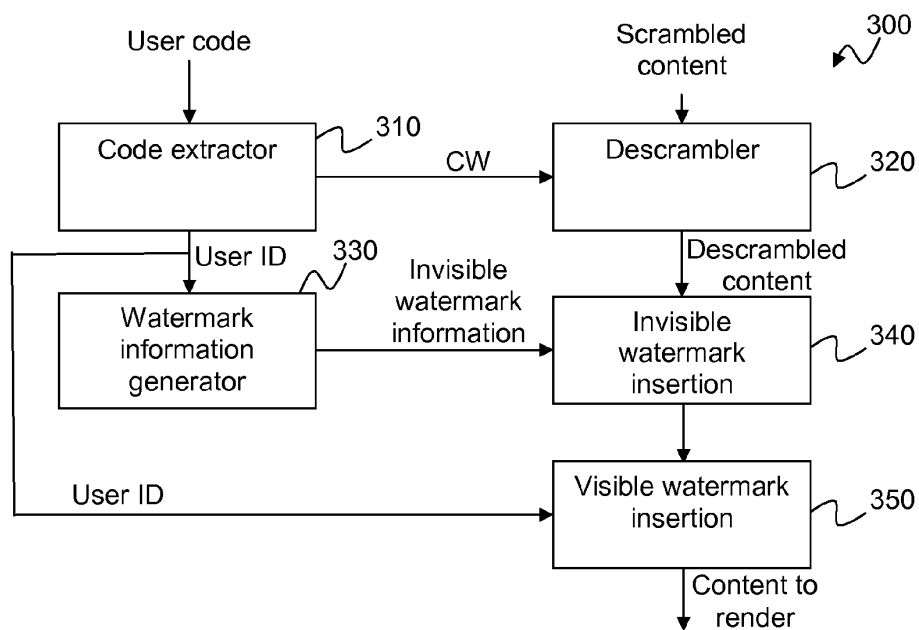 User code
Scrambled
content
300
Code extractor
310
CW
Descrambler
320
User ID
330
Descrambled
content
Invisible
watermark
information
Watermark
information
generator
Invisible
watermark
insertion
340
User ID
Visible watermark
insertion
350
Content to
render